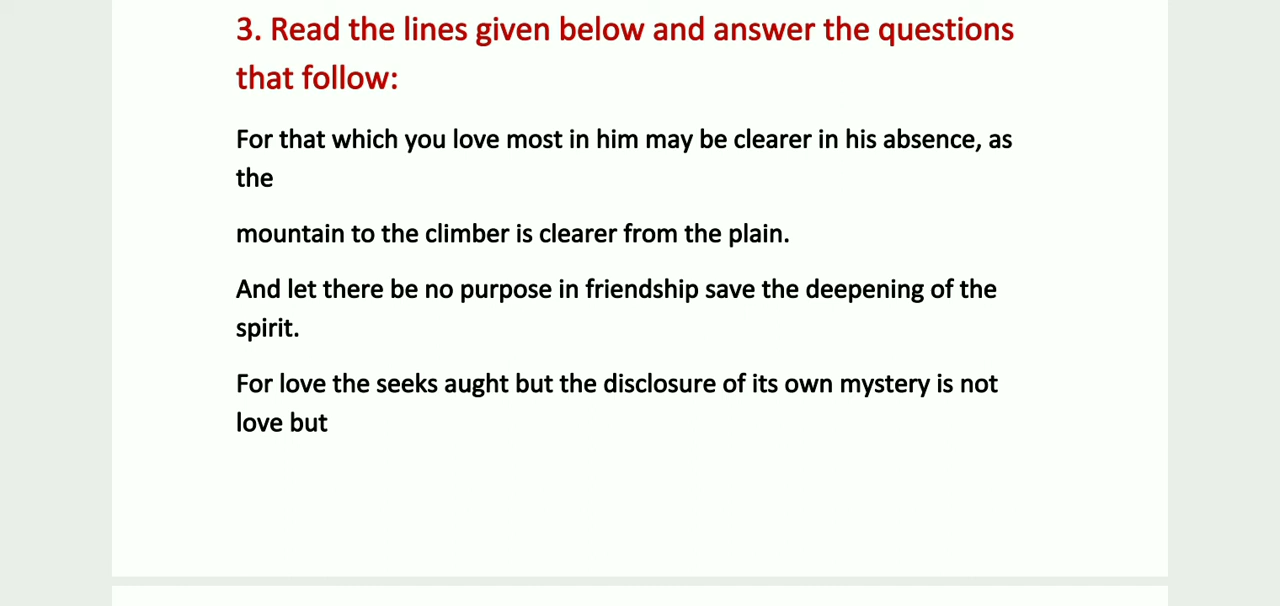 3. Read the lines given below and answer the questions
that follow:
For that which you love most in him may be clearer in his absence, as
the
mountain to the climber is clearer from the plain.
And let there be no purpose in friendship save the deepening of the
spirit.
For love the seeks aught but the disclosure of its own mystery is not
love but